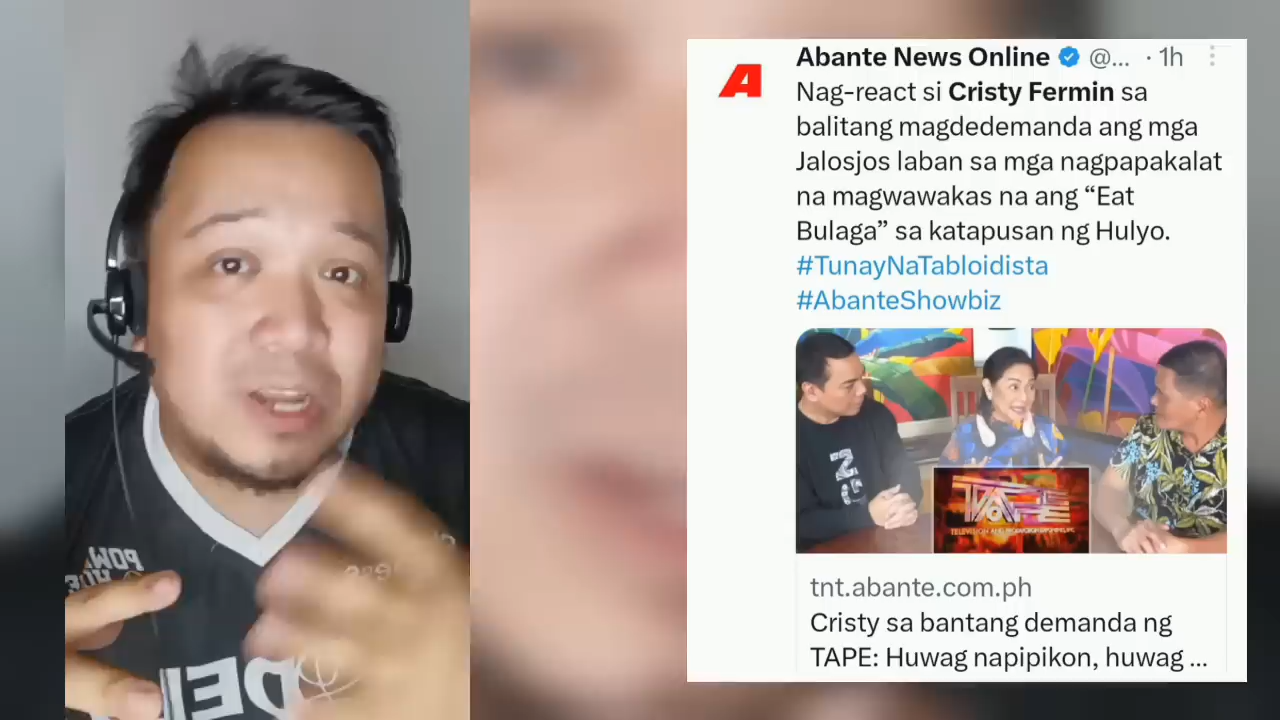 Abante News Online @... · 1h
Nag-react si Cristy Fermin sa
balitang magdedemanda ang mga
Jalosjos laban sa mga nagpapakalat
na magwawakas na ang “Eat
Bulaga” sa katapusan ng Hulyo.
#TunayNaTabloidista
#AbanteShowbiz
TAPE
tnt.abante.com.ph
Cristy sa bantang demanda ng
TAPE: Huwag napipikon, huwag ...